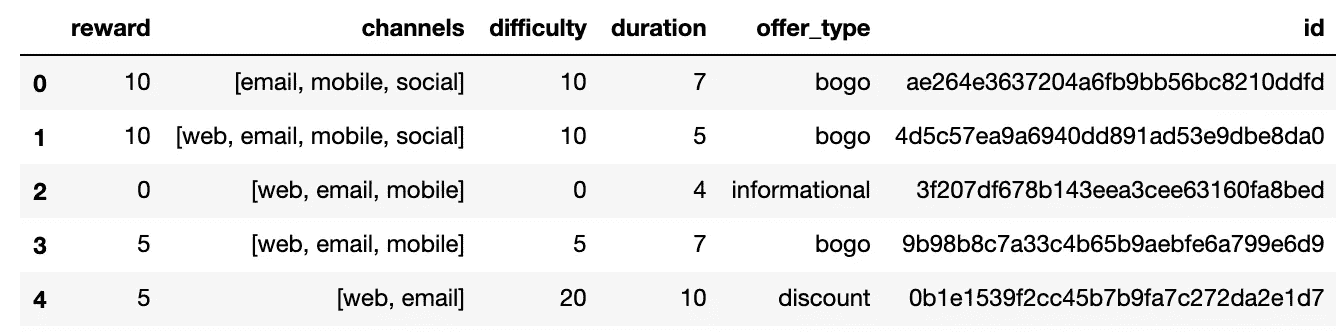 reward channels difficulty duration offer_type id
0 10 [email, mobile, social] 10 7 bogo ae264e3637204a6fb9bb56bc8210ddfd
1 10 [web, email, mobile, social] 10 5 bogo 4d5c57ea9a6940dd891ad53e9dbe8da0
2 0 [web, email, mobile] 0 4 informational 3f207df678b143eea3cee63160fa8bed
3 5 [web, email, mobile] 5 7 bogo 9b98b8c7a33c4b65b9aebfe6a799e6d9
4 5 [web, email] 20 10 discount 0b1e1539f2cc45b7b9fa7c272da2e1d7